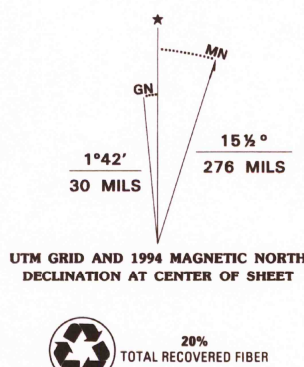 ★
MN
GN
1°42'
30 MILS
15½°
276 MILS
UTM GRID AND 1994 MAGNETIC NORTH
DECLINATION AT CENTER OF SHEET
20%
TOTAL RECOVERED FIBER